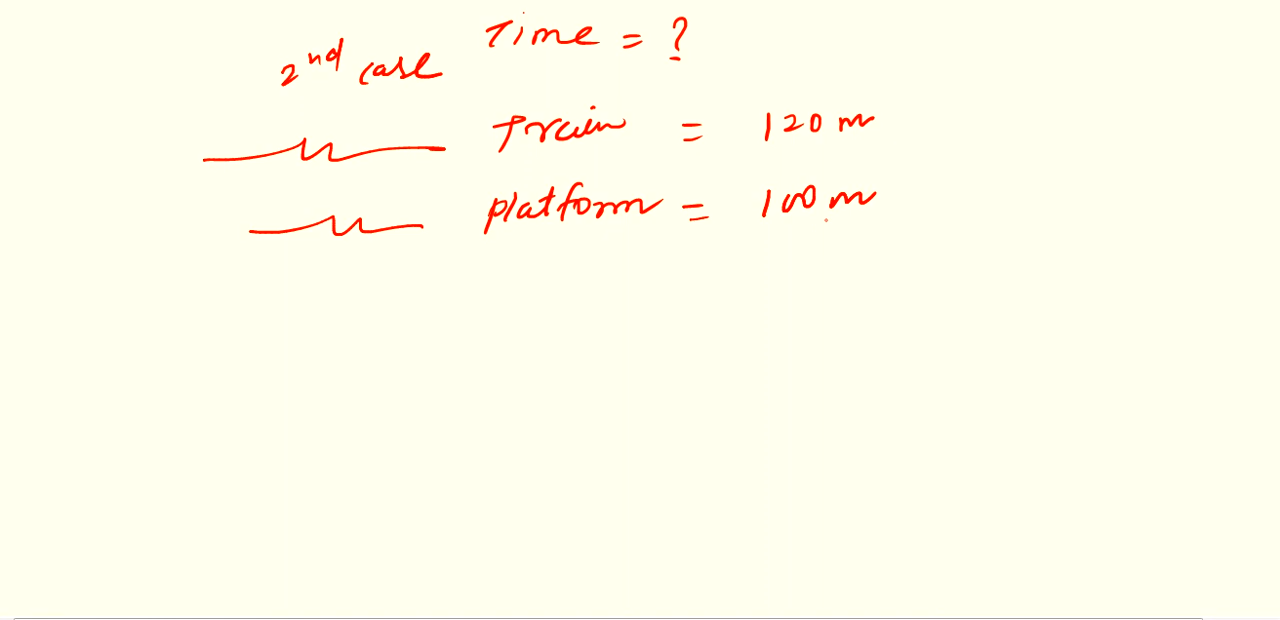 Time = ?
2nd case
Train = 120 m
platform = 100 m